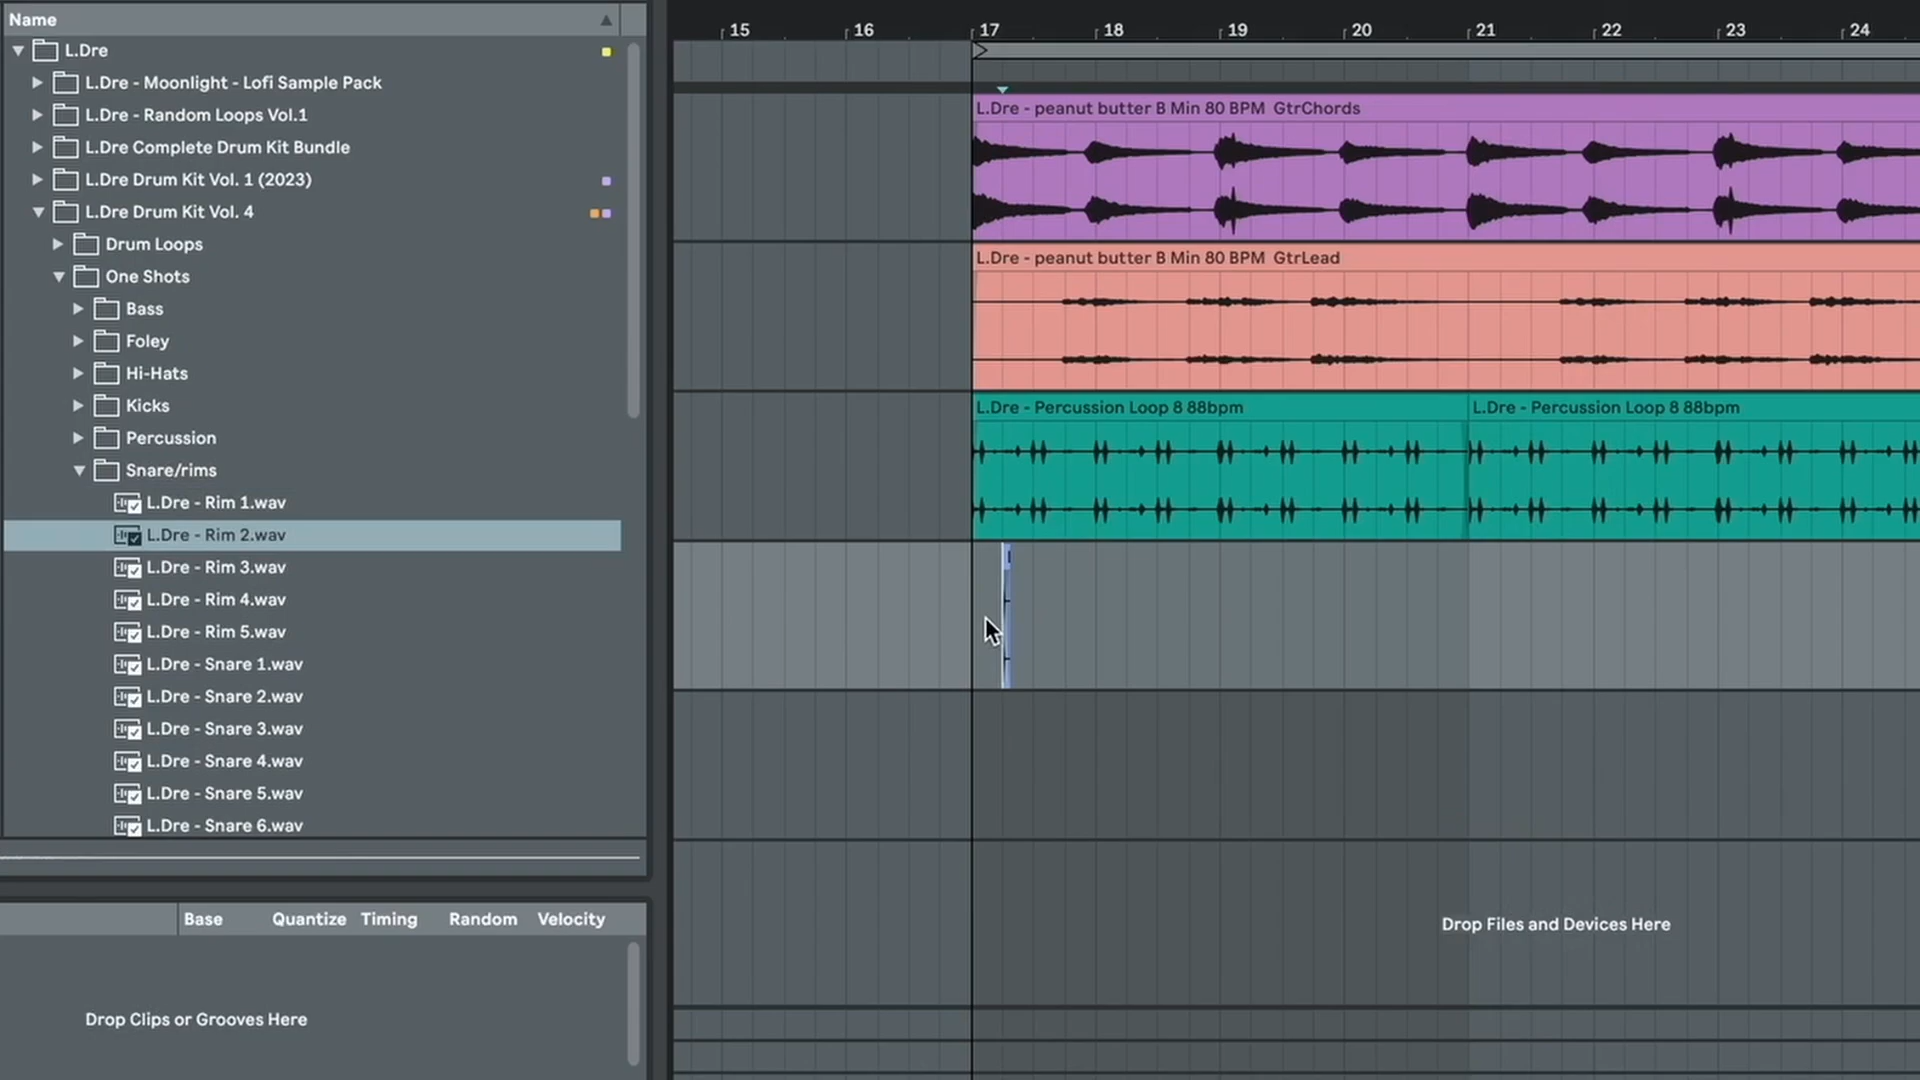 Name
L.Dre
L.Dre - Moonlight - Lofi Sample Pack
L.Dre - Random Loops Vol.1
L.Dre Complete Drum Kit Bundle
L.Dre Drum Kit Vol. 1 (2023)
L.Dre Drum Kit Vol. 4
Drum Loops
One Shots
Bass
Foley
Hi-Hats
Kicks
Percussion
Snare/rims
L.Dre - Rim 1.wav
L.Dre - Rim 2.wav
L.Dre - Rim 3.wav
L.Dre - Rim 4.wav
L.Dre - Rim 5.wav
L.Dre - Snare 1.wav
L.Dre - Snare 2.wav
L.Dre - Snare 3.wav
L.Dre - Snare 4.wav
L.Dre - Snare 5.wav
L.Dre - Snare 6.wav
Base Quantize Timing Random Velocity
Drop Clips or Grooves Here
15 16 17 18 19 20 21 22 23 24
L.Dre - peanut butter B Min 80 BPM GtrChords
L.Dre - peanut butter B Min 80 BPM GtrLead
L.Dre - Percussion Loop 8 88bpm L.Dre - Percussion Loop 8 88bpm
Drop Files and Devices Here